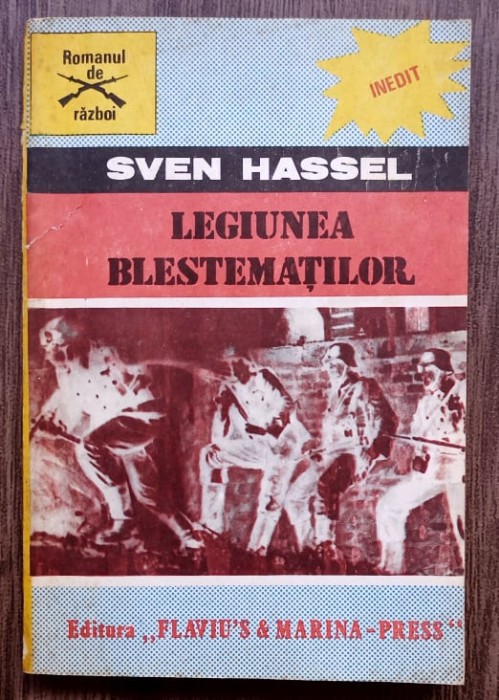 Romanul
de
război
INEDIT
SVEN HASSEL
LEGIUNEA
BLESTEMAȚILOR
Editura „FLAVIU'S & MARINA-PRESS“